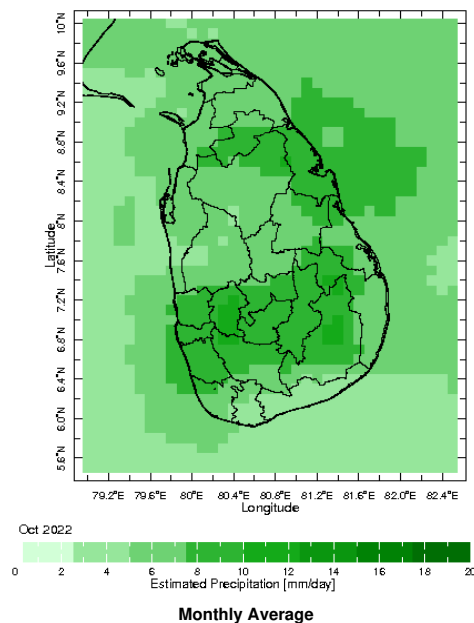 10°N
9.6°N
9.2°N
8.8°N
8.4°N
8°N
7.6°N
7.2°N
6.8°N
6.4°N
6.0°N
5.6°N
Latitude
79.2°E 79.6°E 80°E 80.4°E 80.8°E 81.2°E 81.6°E 82.0°E 82.4°E
Longitude
Oct 2022
0 2 4 6 8 10 12 14 16 18 20
Estimated Precipitation [mm/day]
Monthly Average